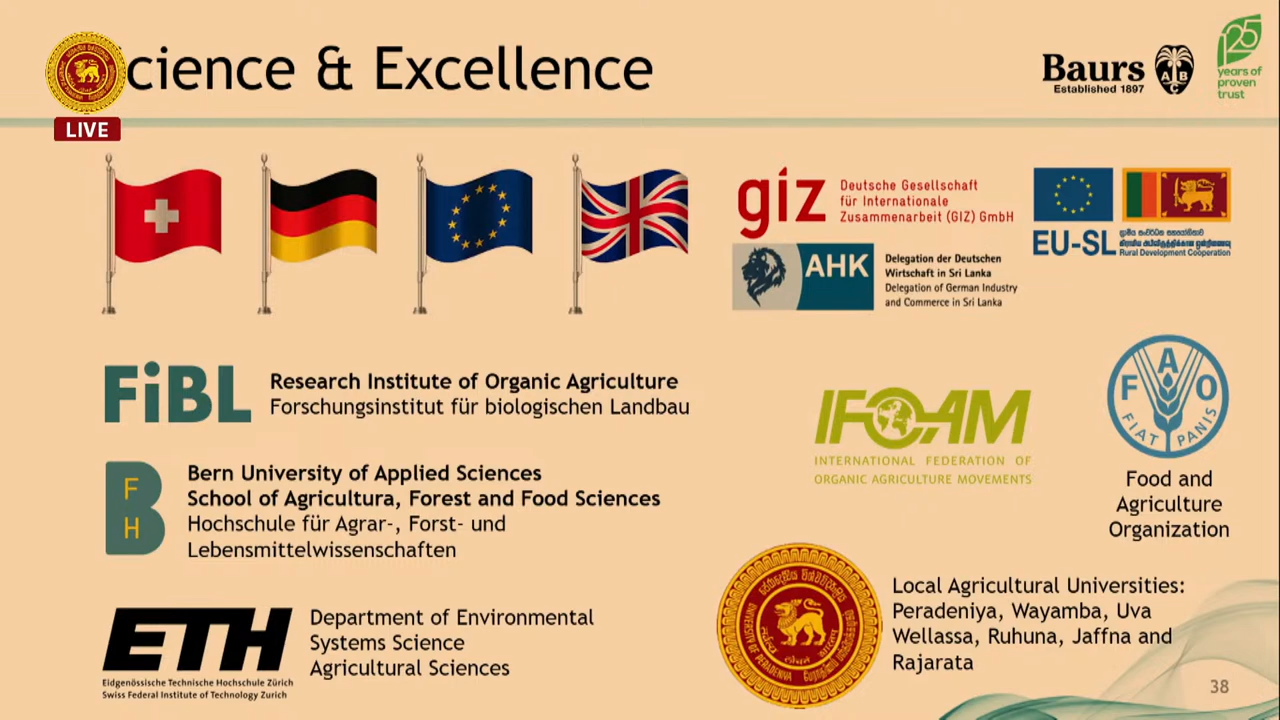 cience & Excellence
LIVE
Baurs
Established 1897
ABC
125
years of
proven
trust
giz Deutsche Gesellschaft
für Internationale
Zusammenarbeit (GIZ) GmbH
EU-SL
Rural Development Cooperation
AHK
Delegation der Deutschen
Wirtschaft in Sri Lanka
Delegation of German Industry
and Commerce in Sri Lanka
FiBL
Research Institute of Organic Agriculture
Forschungsinstitut für biologischen Landbau
IFOAM
INTERNATIONAL FEDERATION OF
ORGANIC AGRICULTURE MOVEMENTS
FAO
FIAT PANIS
Food and
Agriculture
Organization
BFH
Bern University of Applied Sciences
School of Agricultura, Forest and Food Sciences
Hochschule für Agrar-, Forst- und
Lebensmittelwissenschaften
ETH
Eidgenössische Technische Hochschule Zürich
Swiss Federal Institute of Technology Zurich
Department of Environmental
Systems Science
Agricultural Sciences
UNIVERSITY OF PERADENIYA
Local Agricultural Universities:
Peradeniya, Wayamba, Uva
Wellassa, Ruhuna, Jaffna and
Rajarata
38